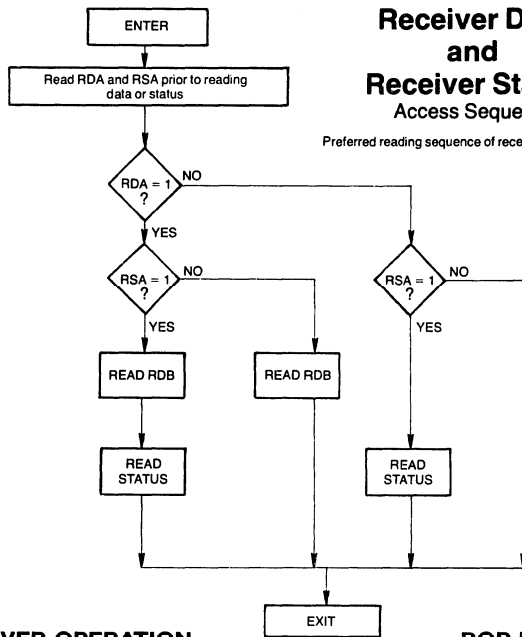 Receiver D
and
Receiver St
Access Seque
Preferred reading sequence of rece
ENTER
Read RDA and RSA prior to reading
data or status
RDA = 1
?
NO
YES
RSA = 1
?
NO
YES
RSA = 1
?
NO
YES
READ RDB
READ RDB
READ
STATUS
READ
STATUS
EXIT
VER OPERATION